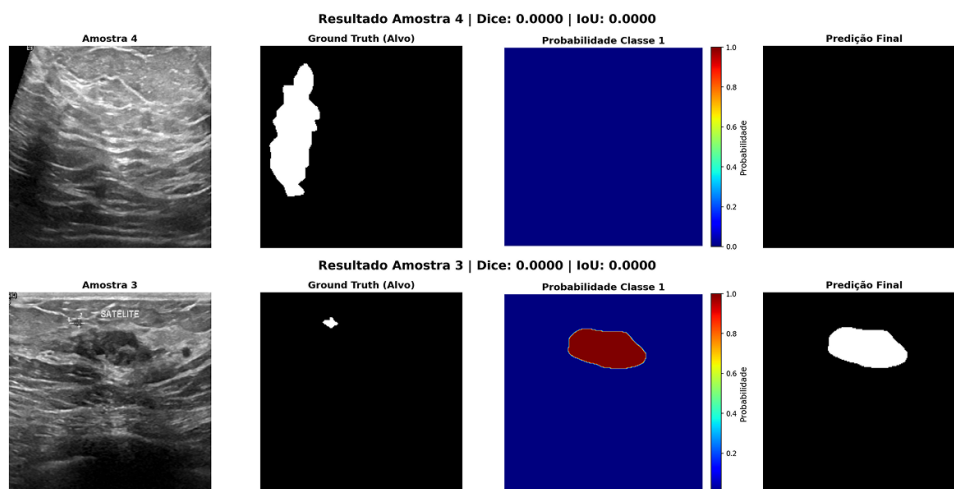 Resultado Amostra 4 | Dice: 0.0000 | IoU: 0.0000
Amostra 4
Ground Truth (Alvo)
Probabilidade Classe 1
Predição Final
1.0
0.8
0.6
0.4
0.2
0.0
Probabilidade
Resultado Amostra 3 | Dice: 0.0000 | IoU: 0.0000
Amostra 3
Ground Truth (Alvo)
Probabilidade Classe 1
Predição Final
SATELITE
1.0
0.8
0.6
0.4
0.2
Probabilidade